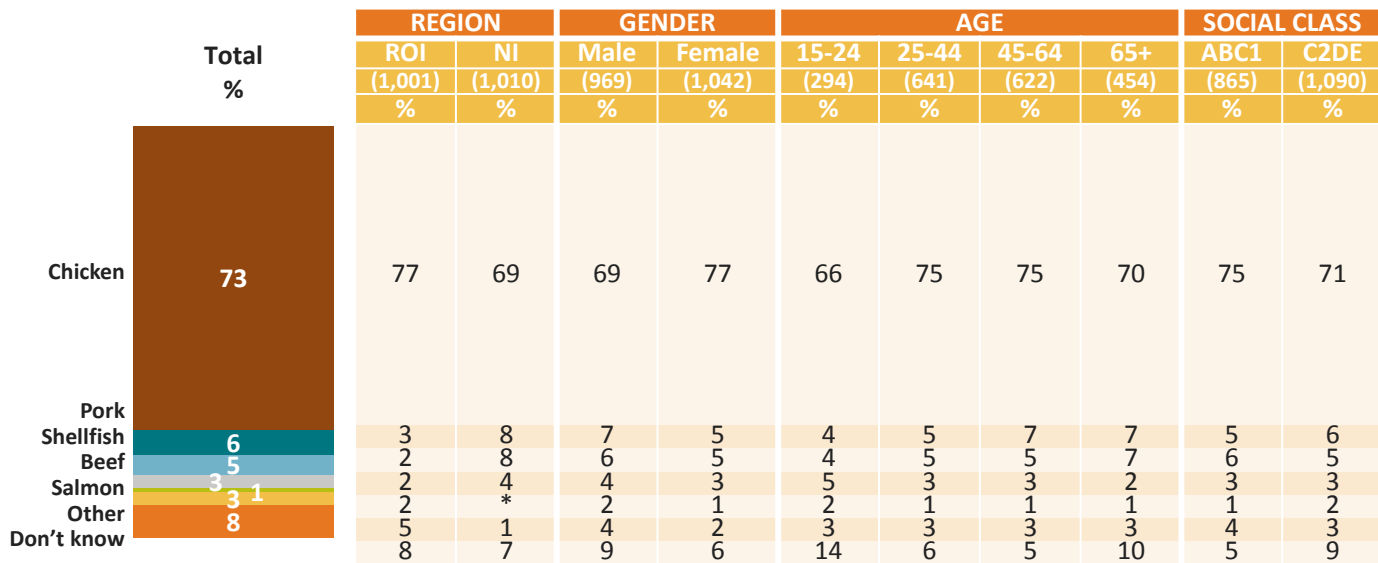 REGION GENDER AGE SOCIAL CLASS
Total ROI NI Male Female 15-24 25-44 45-64 65+ ABC1 C2DE
% (1,001) (1,010) (969) (1,042) (294) (641) (622) (454) (865) (1,090)
% % % % % % % % % %
Chicken 73 77 69 69 77 66 75 75 70 75 71
Pork
Shellfish 6 3 8 7 5 4 5 7 7 5 6
Beef 5 2 8 6 5 4 5 5 7 6 5
3 2 4 4 3 5 3 3 2 3 3
Salmon 1 2 * 2 1 2 1 1 1 1 2
Other 3 5 1 4 2 3 3 3 3 4 3
Don't know 8 8 7 9 6 14 6 5 10 5 9